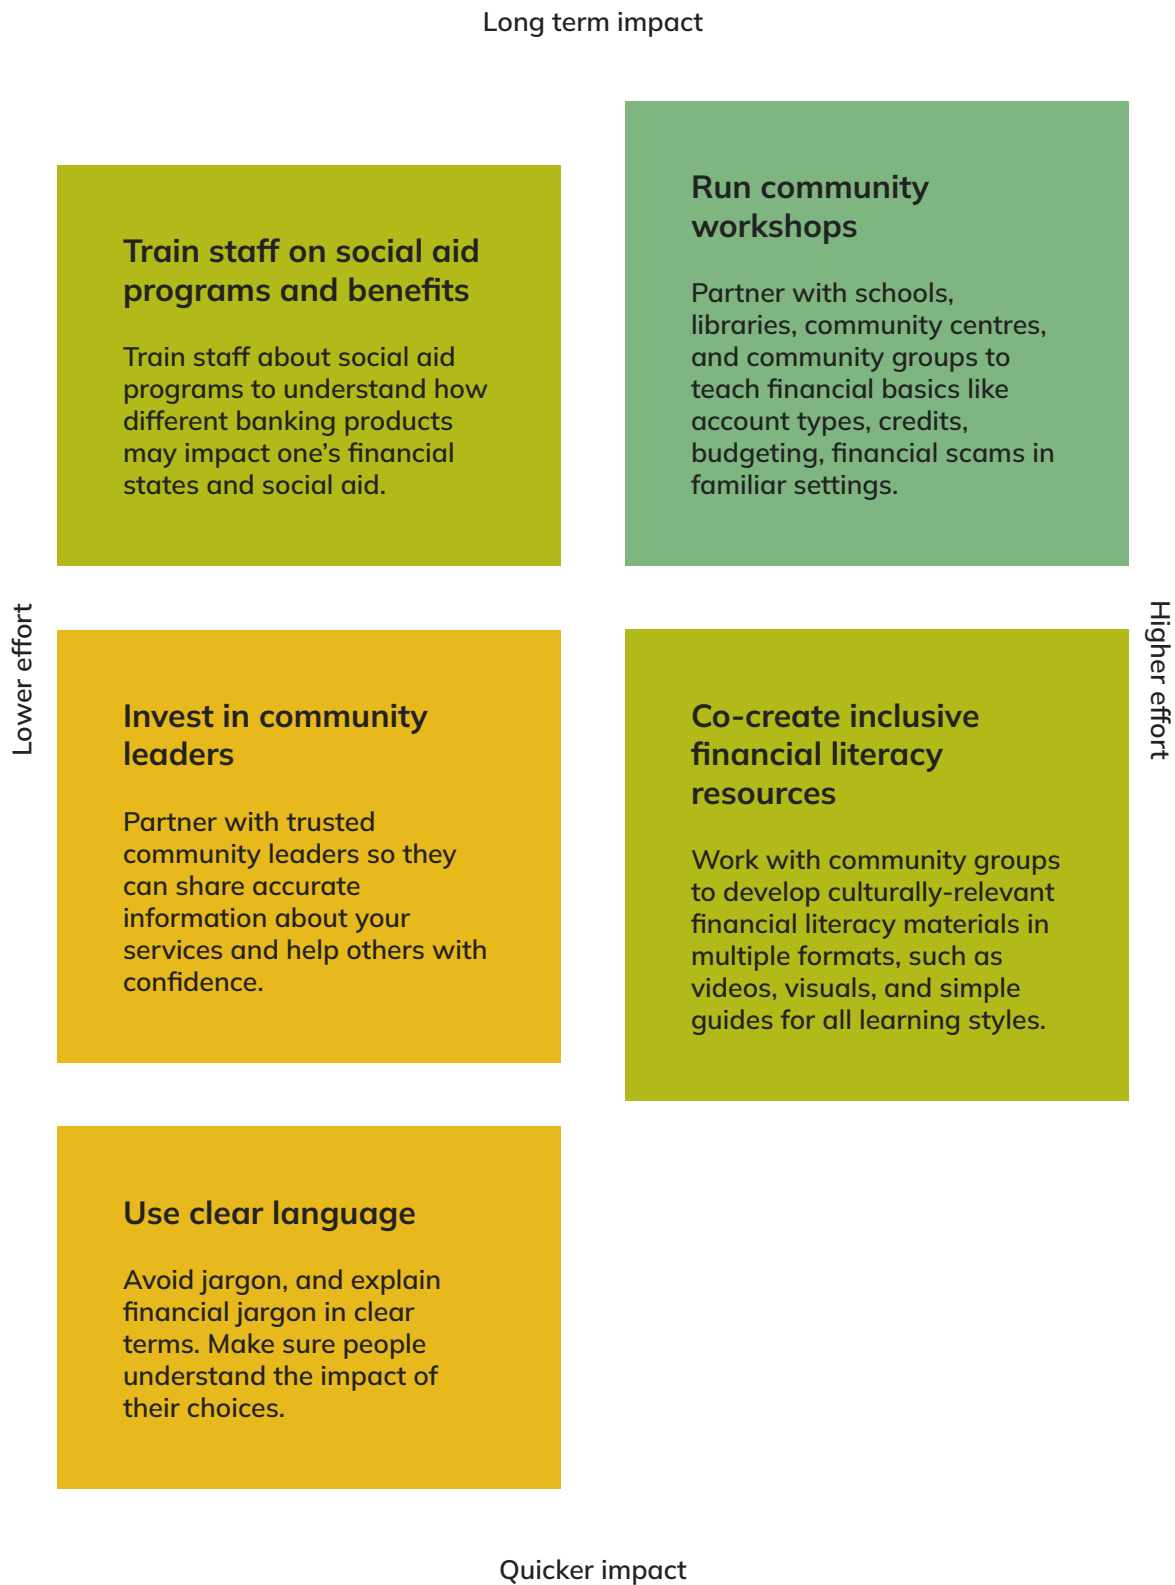 Long term impact
Train staff on social aid
programs and benefits
Train staff about social aid
programs to understand how
different banking products
may impact one’s financial
states and social aid.
Run community
workshops
Partner with schools,
libraries, community centres,
and community groups to
teach financial basics like
account types, credits,
budgeting, financial scams in
familiar settings.
Lower effort
Higher effort
Invest in community
leaders
Partner with trusted
community leaders so they
can share accurate
information about your
services and help others with
confidence.
Co-create inclusive
financial literacy
resources
Work with community groups
to develop culturally-relevant
financial literacy materials in
multiple formats, such as
videos, visuals, and simple
guides for all learning styles.
Use clear language
Avoid jargon, and explain
financial jargon in clear
terms. Make sure people
understand the impact of
their choices.
Quicker impact